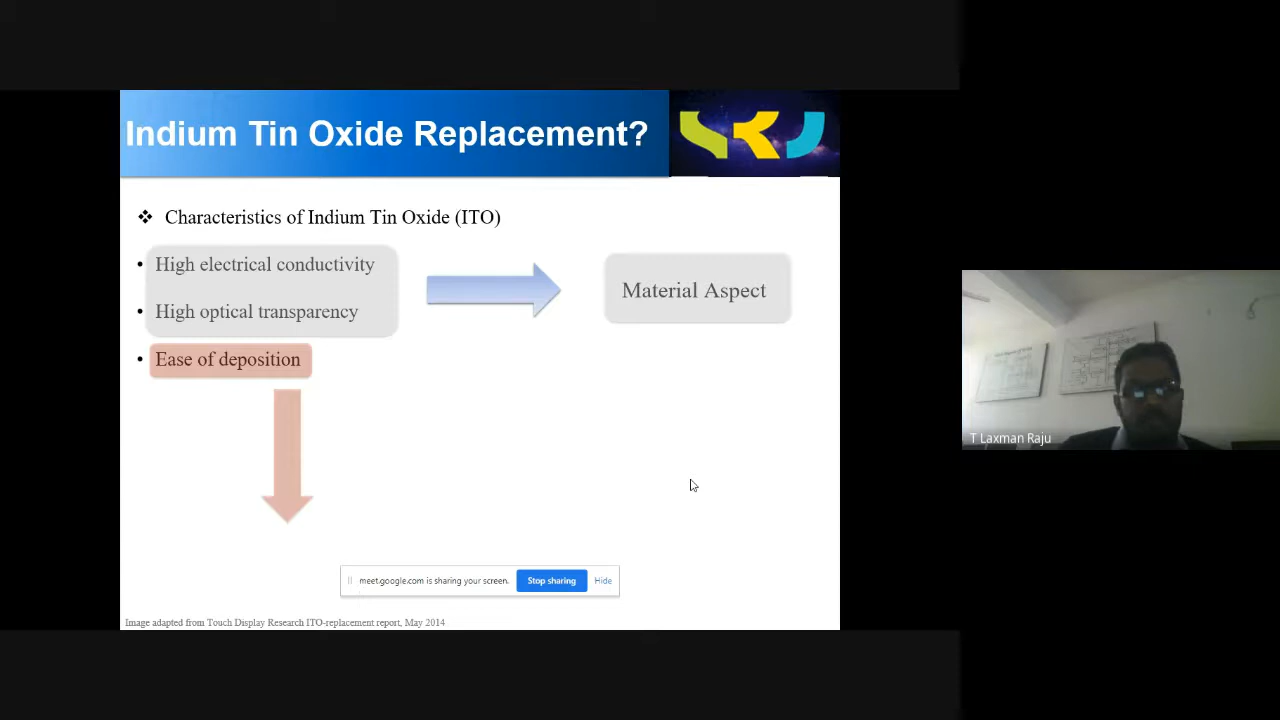 Indium Tin Oxide Replacement?
❖ Characteristics of Indium Tin Oxide (ITO)
• High electrical conductivity
• High optical transparency
Material Aspect
• Ease of deposition
T Laxman Raju
meet.google.com is sharing your screen.
Stop sharing
Hide
Image adapted from Touch Display Research ITO-replacement report, May 2014